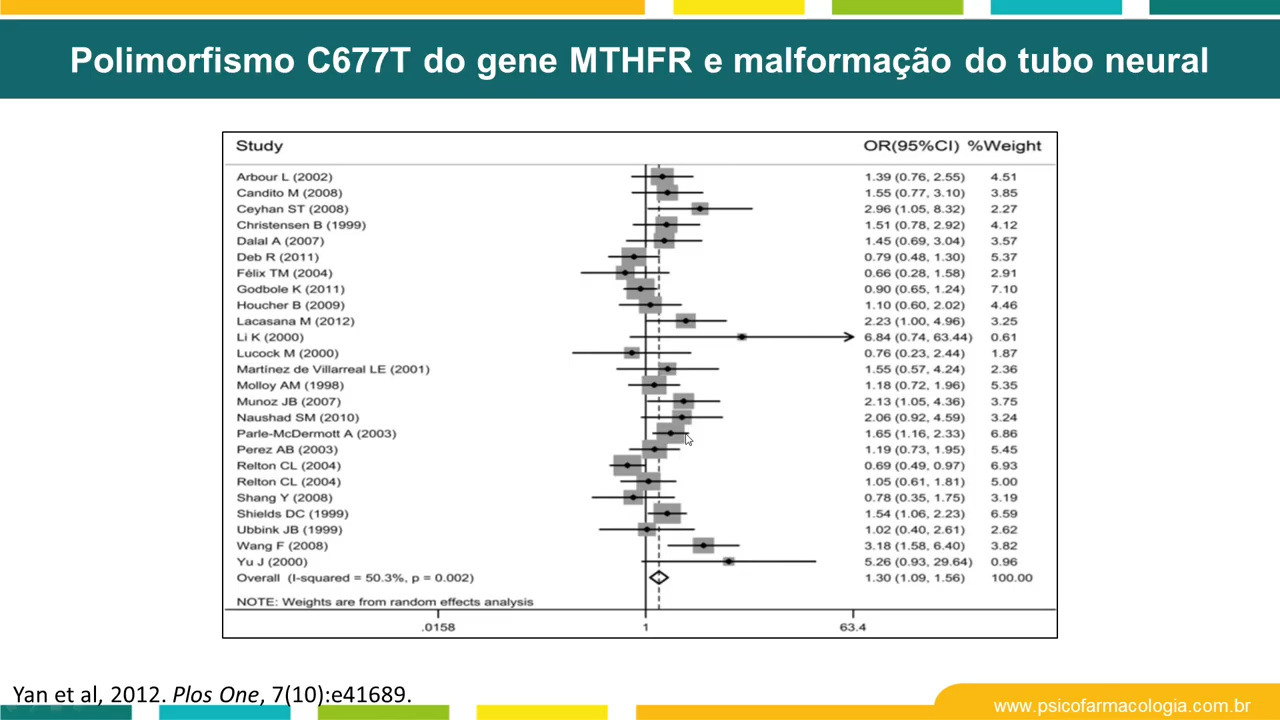 Polimorfismo C677T do gene MTHFR e malformação do tubo neural
Study OR(95%CI) %Weight
Arbour L (2002) 1.39 (0.76, 2.55) 4.51
Candito M (2008) 1.55 (0.77, 3.10) 3.85
Ceyhan ST (2008) 2.96 (1.05, 8.32) 2.27
Christensen B (1999) 1.51 (0.78, 2.92) 4.12
Dalal A (2007) 1.45 (0.69, 3.04) 3.57
Deb R (2011) 0.79 (0.48, 1.30) 5.37
Félix TM (2004) 0.66 (0.28, 1.58) 2.91
Godbole K (2011) 0.90 (0.65, 1.24) 7.10
Houcher B (2009) 1.10 (0.60, 2.02) 4.46
Lacasana M (2012) 2.23 (1.00, 4.96) 3.25
Li K (2000) 6.84 (0.74, 63.44) 0.61
Lucock M (2000) 0.76 (0.23, 2.44) 1.87
Martínez de Villarreal LE (2001) 1.55 (0.57, 4.24) 2.36
Molloy AM (1998) 1.18 (0.72, 1.96) 5.35
Munoz JB (2007) 2.13 (1.05, 4.36) 3.75
Naushad SM (2010) 2.06 (0.92, 4.59) 3.24
Parle-McDermott A (2003) 1.65 (1.16, 2.33) 6.86
Perez AB (2003) 1.19 (0.73, 1.95) 5.45
Relton CL (2004) 0.69 (0.49, 0.97) 6.93
Relton CL (2004) 1.05 (0.61, 1.81) 5.00
Shang Y (2008) 0.78 (0.35, 1.75) 3.19
Shields DC (1999) 1.54 (1.06, 2.23) 6.59
Ubbink JB (1999) 1.02 (0.40, 2.61) 2.62
Wang F (2008) 3.18 (1.58, 6.40) 3.82
Yu J (2000) 5.26 (0.93, 29.64) 0.96
Overall (I-squared = 50.3%, p = 0.002) 1.30 (1.09, 1.56) 100.00
NOTE: Weights are from random effects analysis
.0158 1 63.4
Yan et al, 2012. Plos One, 7(10):e41689.
www.psicofarmacologia.com.br